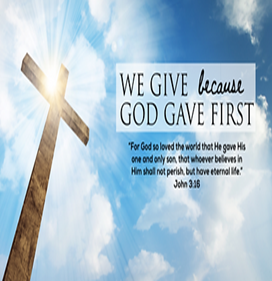 WE GIVE because
GOD GAVE FIRST
"For God so loved the world that He gave His
one and only son, that whoever believes in
Him shall not perish, but have eternal life."
John 3:16